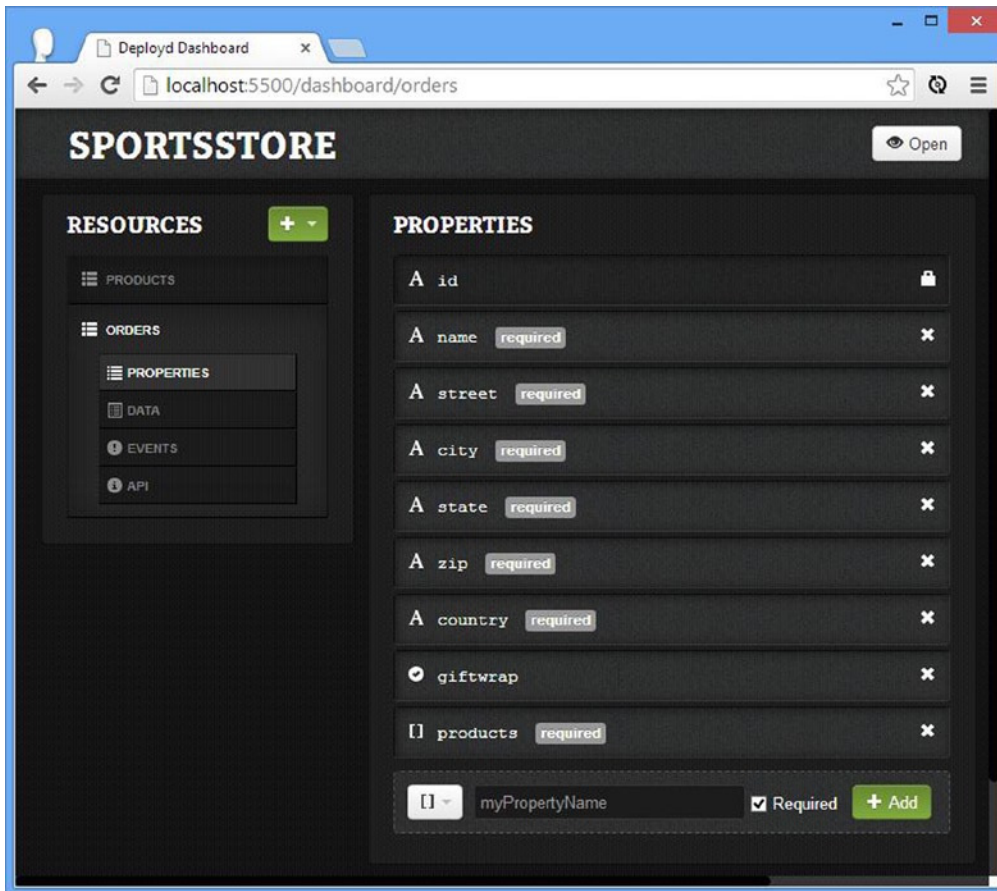 Deployd Dashboard
localhost:5500/dashboard/orders
SPORTSSTORE
Open
RESOURCES
PRODUCTS
ORDERS
PROPERTIES
DATA
EVENTS
API
PROPERTIES
A id
A name required
A street required
A city required
A state required
A zip required
A country required
giftwrap
[] products required
[] myPropertyName Required + Add